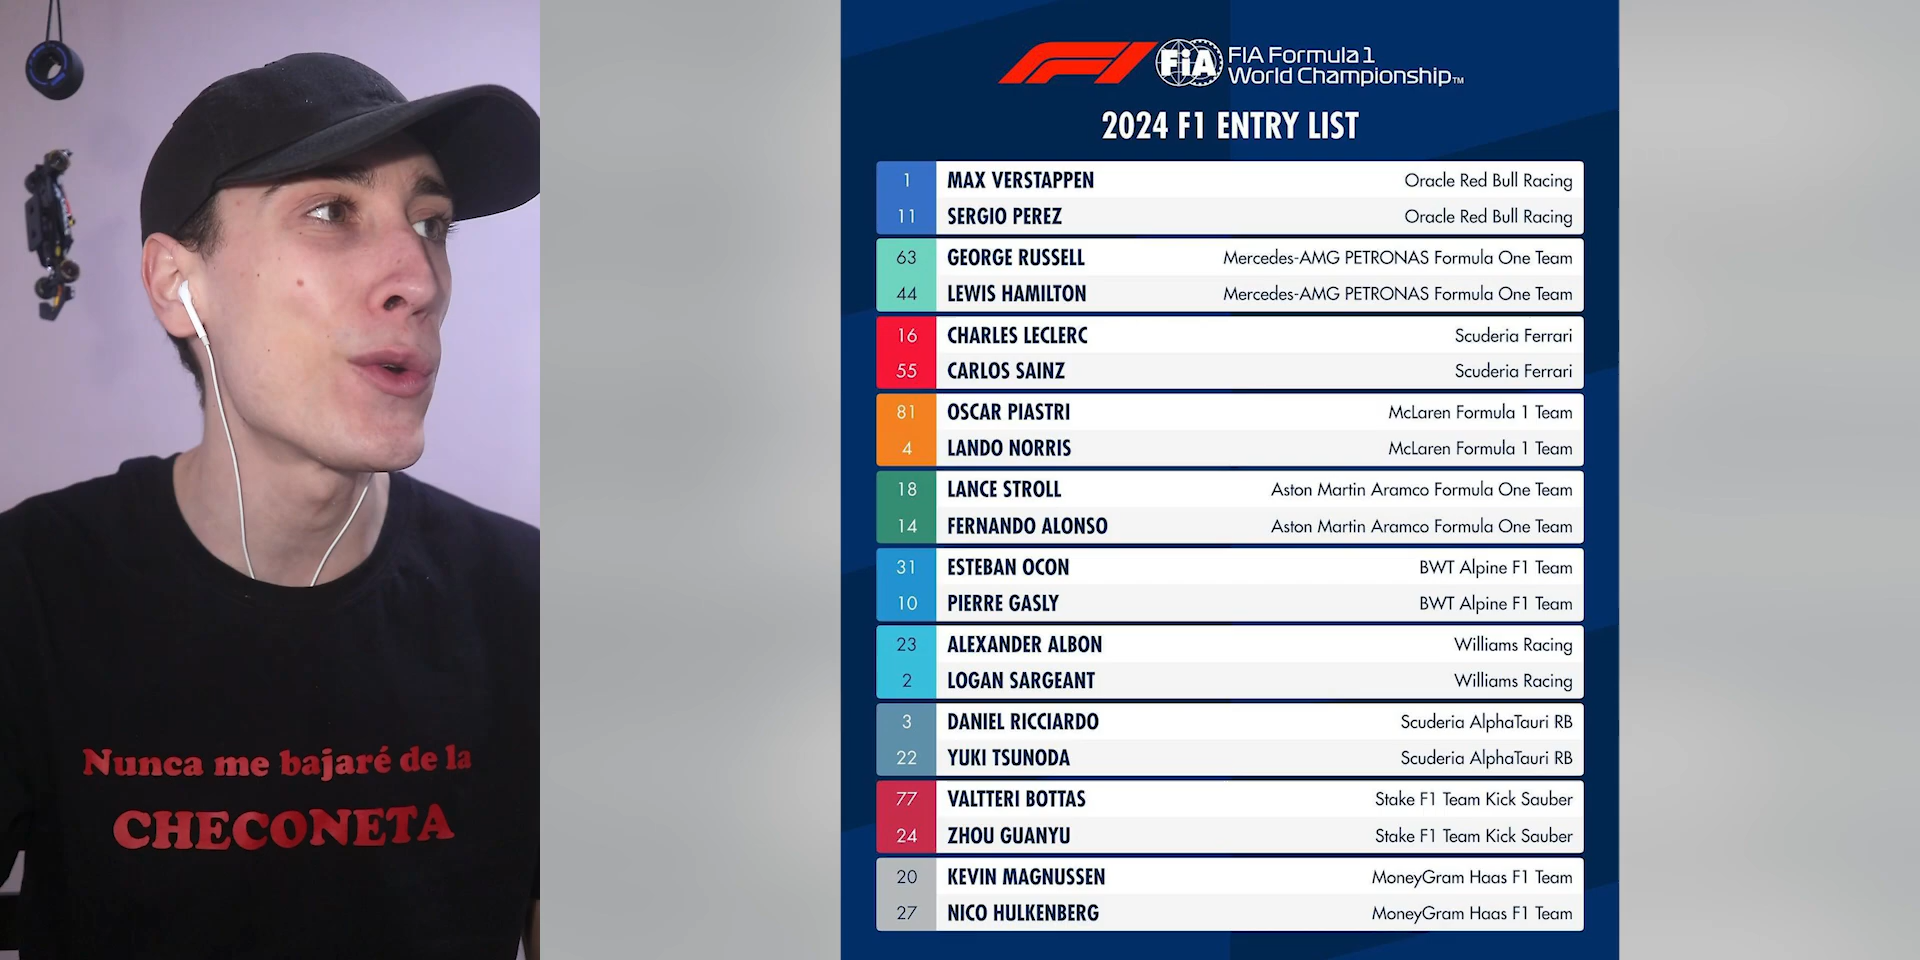 Nunca me bajaré de la
CHECONETA
F1 FIA FIA Formula 1
World Championship™
2024 F1 ENTRY LIST
1 MAX VERSTAPPEN Oracle Red Bull Racing
11 SERGIO PEREZ Oracle Red Bull Racing
63 GEORGE RUSSELL Mercedes-AMG PETRONAS Formula One Team
44 LEWIS HAMILTON Mercedes-AMG PETRONAS Formula One Team
16 CHARLES LECLERC Scuderia Ferrari
55 CARLOS SAINZ Scuderia Ferrari
81 OSCAR PIASTRI McLaren Formula 1 Team
4 LANDO NORRIS McLaren Formula 1 Team
18 LANCE STROLL Aston Martin Aramco Formula One Team
14 FERNANDO ALONSO Aston Martin Aramco Formula One Team
31 ESTEBAN OCON BWT Alpine F1 Team
10 PIERRE GASLY BWT Alpine F1 Team
23 ALEXANDER ALBON Williams Racing
2 LOGAN SARGEANT Williams Racing
3 DANIEL RICCIARDO Scuderia AlphaTauri RB
22 YUKI TSUNODA Scuderia AlphaTauri RB
77 VALTTERI BOTTAS Stake F1 Team Kick Sauber
24 ZHOU GUANYU Stake F1 Team Kick Sauber
20 KEVIN MAGNUSSEN MoneyGram Haas F1 Team
27 NICO HULKENBERG MoneyGram Haas F1 Team